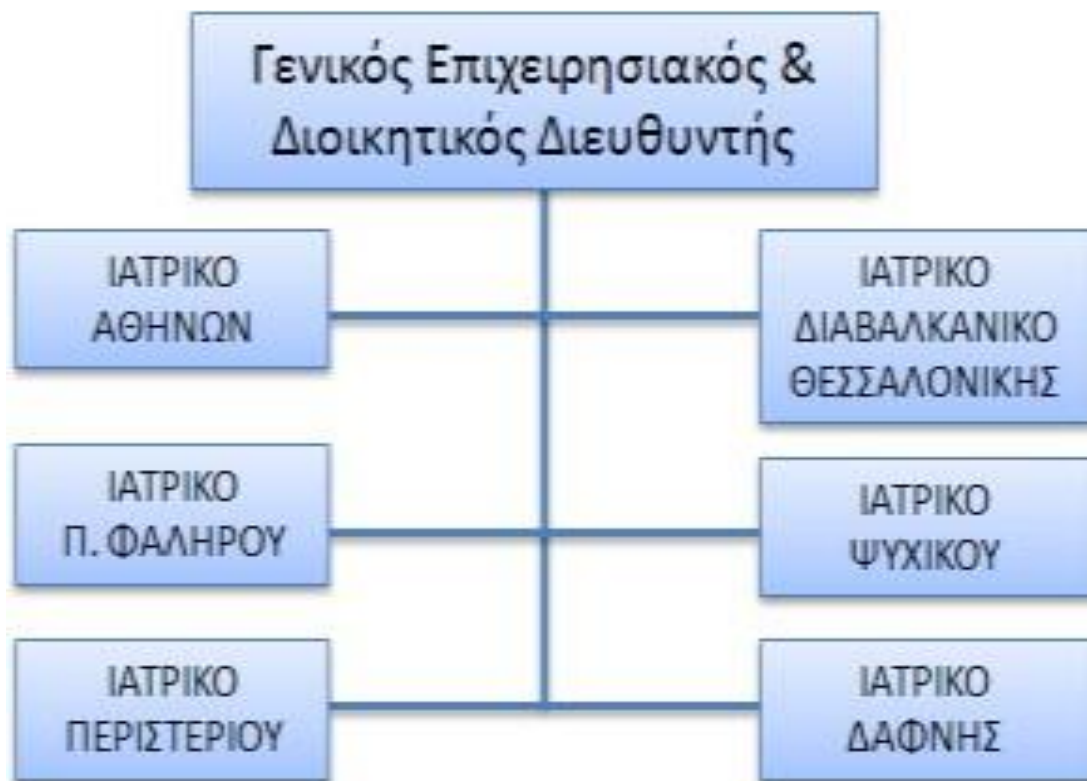 Γενικός Επιχειρησιακός &
Διοικητικός Διευθυντής
ΙΑΤΡΙΚΟ
ΑΘΗΝΩΝ
ΙΑΤΡΙΚΟ
ΔΙΑΒΑΛΚΑΝΙΚΟ
ΘΕΣΣΑΛΟΝΙΚΗΣ
ΙΑΤΡΙΚΟ
Π. ΦΑΛΗΡΟΥ
ΙΑΤΡΙΚΟ
ΨΥΧΙΚΟΥ
ΙΑΤΡΙΚΟ
ΠΕΡΙΣΤΕΡΙΟΥ
ΙΑΤΡΙΚΟ
ΔΑΦΝΗΣ